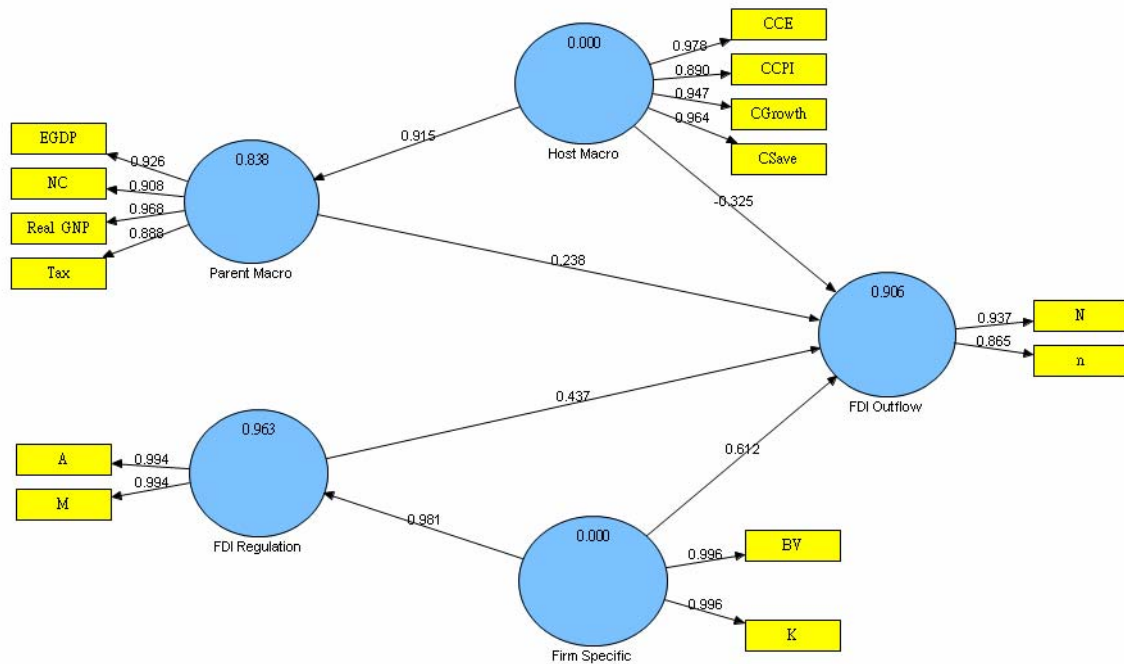 CCE
0.000
0.978
CCPI
0.890
0.947
CGrowth
0.964
Host Macro
CSave
0.915
EGDP
0.838
0.926
NC
0.908
-0.325
0.968
Real GNP
0.888
Parent Macro
Tax
0.238
0.906
N
0.937
0.865
n
FDI Outflow
0.437
0.963
A
0.994
0.612
0.994
M
FDI Regulation
0.981
0.000
BV
0.996
0.996
K
Firm Specific